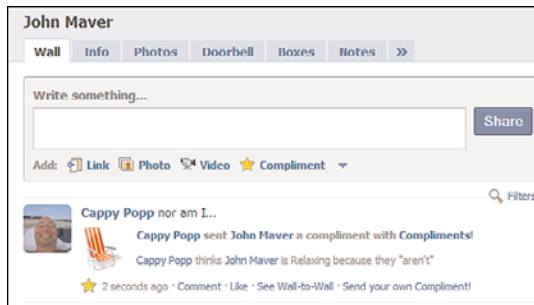 John Maver
Wall Info Photos Doorbell Boxes Notes »
Write something...
Share
Add: Link Photo Video Compliment
Filters
Cappy Popp nor am I...
Cappy Popp sent John Maver a compliment with Compliments!
Cappy Popp thinks John Maver is Relaxing because they "aren't"
2 seconds ago · Comment · Like · See Wall-to-Wall · Send your own Compliment!